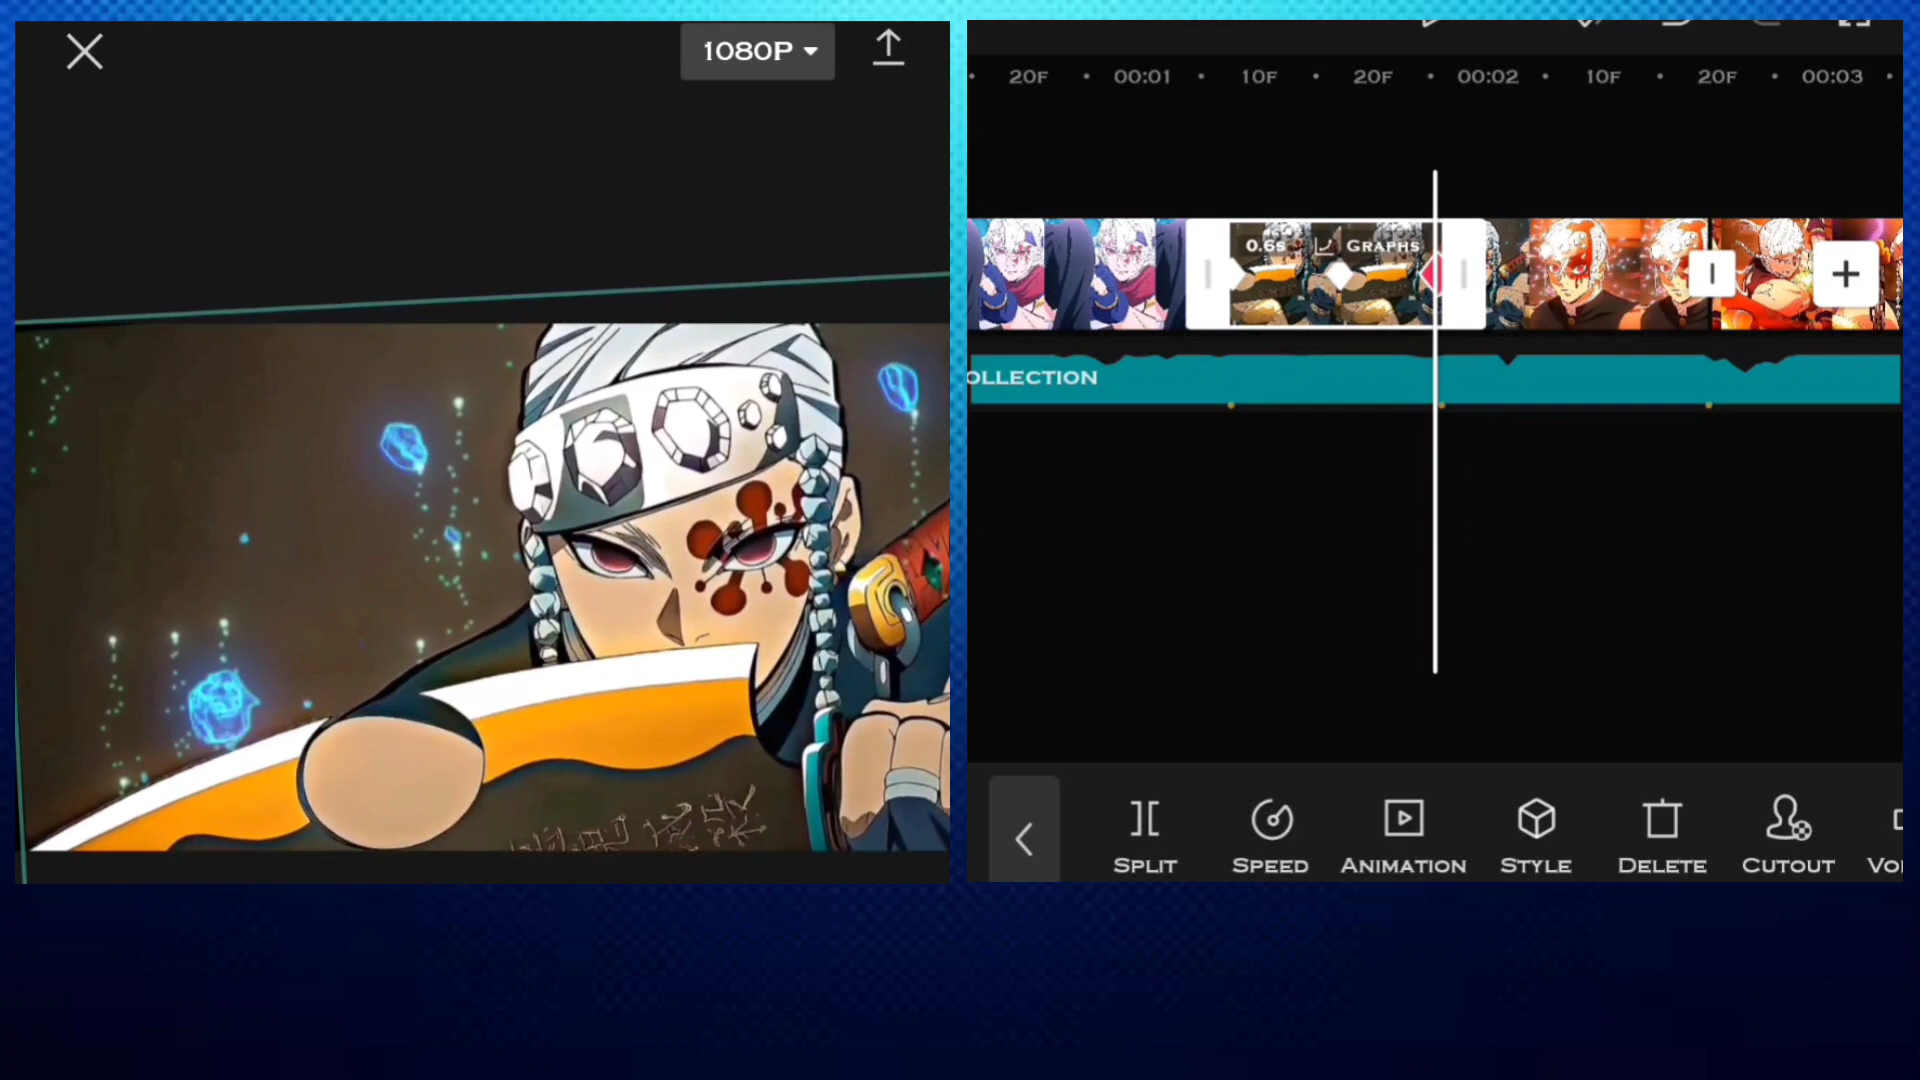 1080P
20F 00:01 10F 20F 00:02 10F 20F 00:03
0.6s GRAPHS
OLLECTION
SPLIT SPEED ANIMATION STYLE DELETE CUTOUT VO